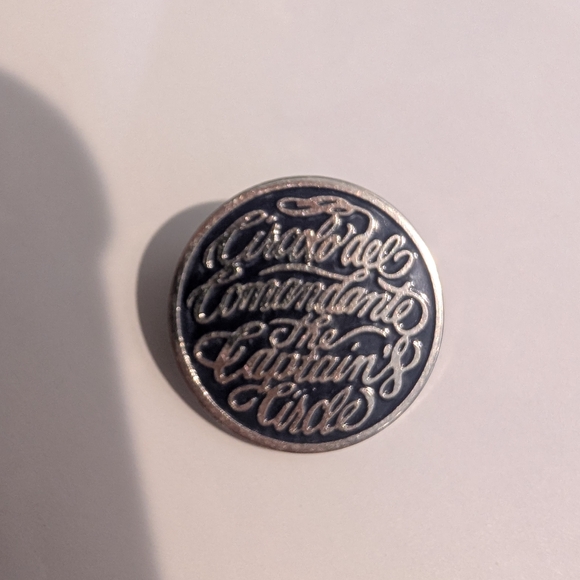 Circolo del
Comandante
The
Captain's
Circle